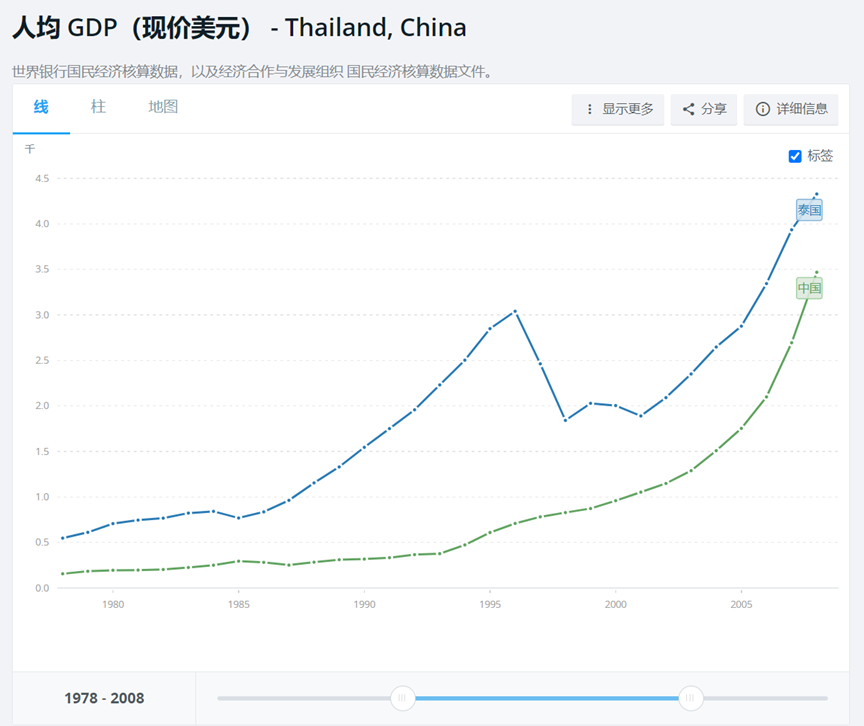 人均 GDP（现价美元） - Thailand, China
世界银行国民经济核算数据，以及经济合作与发展组织 国民经济核算数据文件。
线 柱 地图 显示更多 分享 详细信息
千
标签
4.5
泰国
4.0
3.5
中国
3.0
2.5
2.0
1.5
1.0
0.5
0.0
1980 1985 1990 1995 2000 2005
1978 - 2008